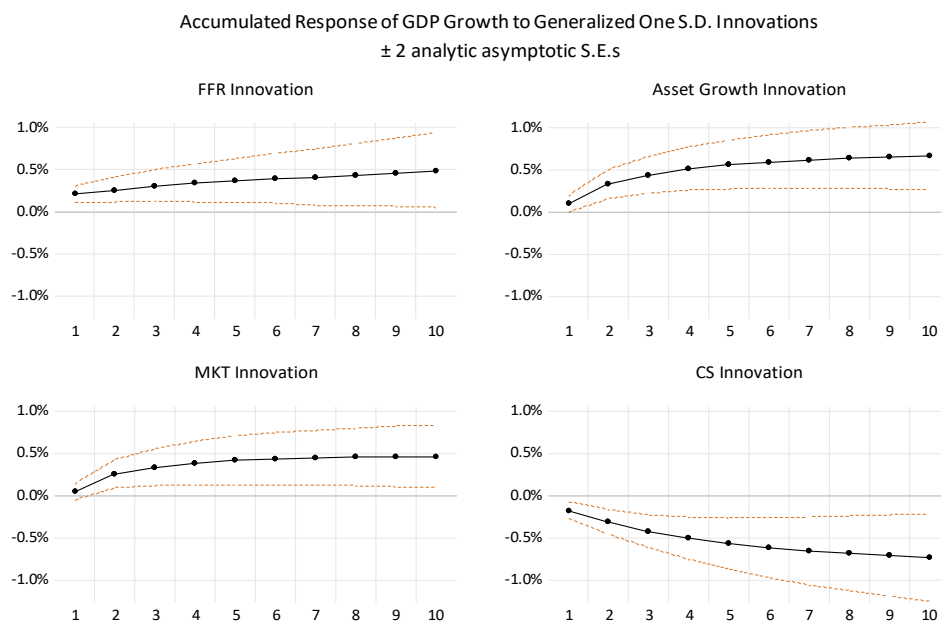 Accumulated Response of GDP Growth to Generalized One S.D. Innovations
± 2 analytic asymptotic S.E.s
FFR Innovation
1.0%
0.5%
0.0%
-0.5%
-1.0%
1 2 3 4 5 6 7 8 9 10
Asset Growth Innovation
1.0%
0.5%
0.0%
-0.5%
-1.0%
1 2 3 4 5 6 7 8 9 10
MKT Innovation
1.0%
0.5%
0.0%
-0.5%
-1.0%
1 2 3 4 5 6 7 8 9 10
CS Innovation
1.0%
0.5%
0.0%
-0.5%
-1.0%
1 2 3 4 5 6 7 8 9 10